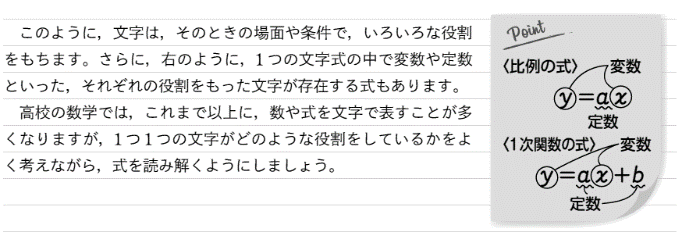 このように，文字は，そのときの場面や条件で，いろいろな役割
をもちます。さらに，右のように，1つの文字式の中で変数や定数
といった，それぞれの役割をもった文字が存在する式もあります。
高校の数学では，これまで以上に，数や式を文字で表すことが多
くなりますが，1つ1つの文字がどのような役割をしているかをよ
く考えながら，式を読み解くようにしましょう。
Point
〈比例の式〉 変数
y=ax
定数
〈1次関数の式〉 変数
y=ax+b
定数